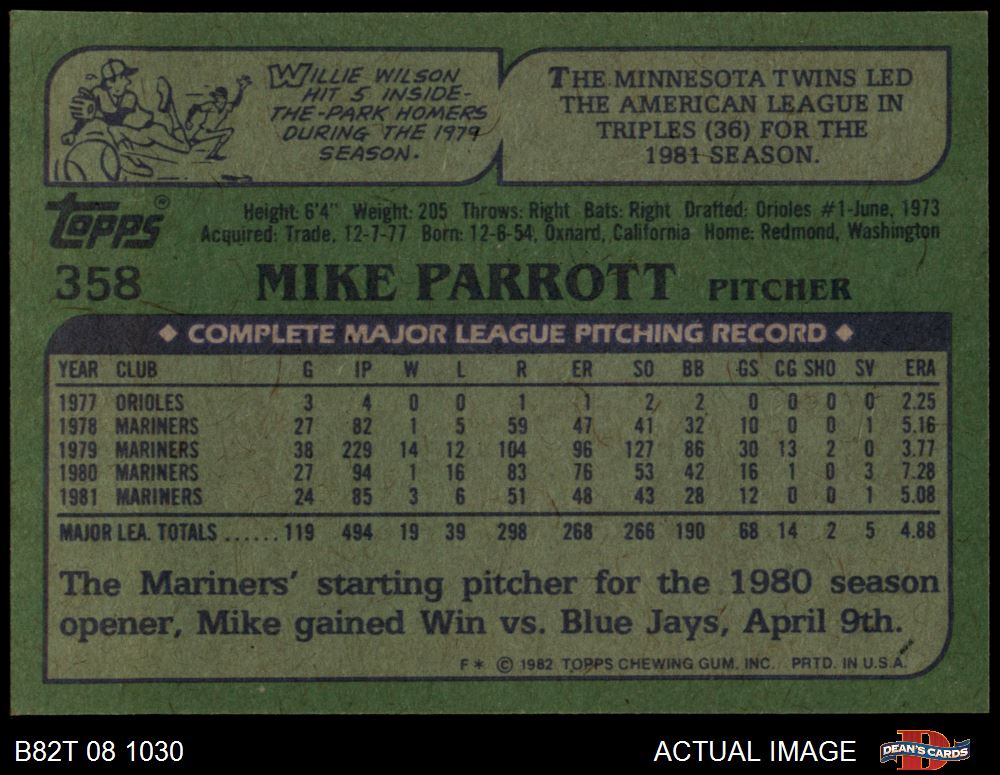 WILLIE WILSON
HIT 5 INSIDE-
THE-PARK HOMERS
DURING THE 1979
SEASON.
THE MINNESOTA TWINS LED
THE AMERICAN LEAGUE IN
TRIPLES (36) FOR THE
1981 SEASON.
Topps®
Height: 6'4" Weight: 205 Throws: Right Bats: Right Drafted: Orioles #1-June, 1973
Acquired: Trade, 12-7-77 Born: 12-6-54, Oxnard, California Home: Redmond, Washington
358 MIKE PARROTT PITCHER
◆ COMPLETE MAJOR LEAGUE PITCHING RECORD ◆
YEAR CLUB G IP W L R ER SO BB GS CG SHO SV ERA
1977 ORIOLES 3 4 0 0 1 1 2 2 0 0 0 0 2.25
1978 MARINERS 27 82 1 5 59 47 41 32 10 0 0 1 5.16
1979 MARINERS 38 229 14 12 104 96 127 86 30 13 2 0 3.77
1980 MARINERS 27 94 1 16 83 76 53 42 16 1 0 3 7.28
1981 MARINERS 24 85 3 6 51 48 43 28 12 0 0 1 5.08
MAJOR LEA. TOTALS ...... 119 494 19 39 298 268 266 190 68 14 2 5 4.88
The Mariners' starting pitcher for the 1980 season
opener, Mike gained Win vs. Blue Jays, April 9th.
F* © 1982 TOPPS CHEWING GUM, INC. PRTD. IN U.S.A.
B82T 08 1030
ACTUAL IMAGE
D
DEAN'S CARDS